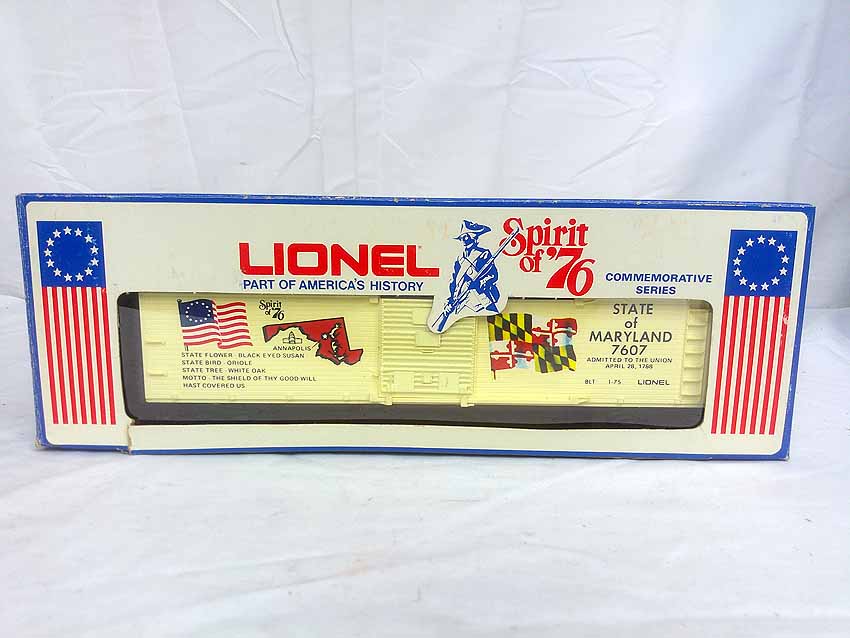 LIONEL
PART OF AMERICA'S HISTORY
Spirit
of '76
COMMEMORATIVE
SERIES
Spirit
of '76
ANNAPOLIS
STATE FLOWER - BLACK EYED SUSAN
STATE BIRD - ORIOLE
STATE TREE - WHITE OAK
MOTTO - THE SHIELD OF THY GOOD WILL
HAST COVERED US
STATE
of
MARYLAND
7607
ADMITTED TO THE UNION
APRIL 28, 1788
BLT 1-75 LIONEL